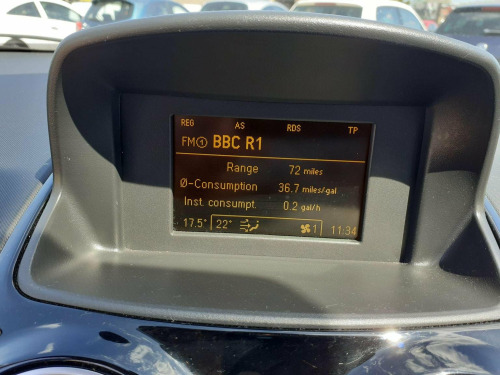 REG AS RDS TP
FM① BBC R1
Range 72 miles
Ø-Consumption 36.7 miles/gal
Inst. consumpt. 0.2 gal/h
17.5° 22° 1 11:34